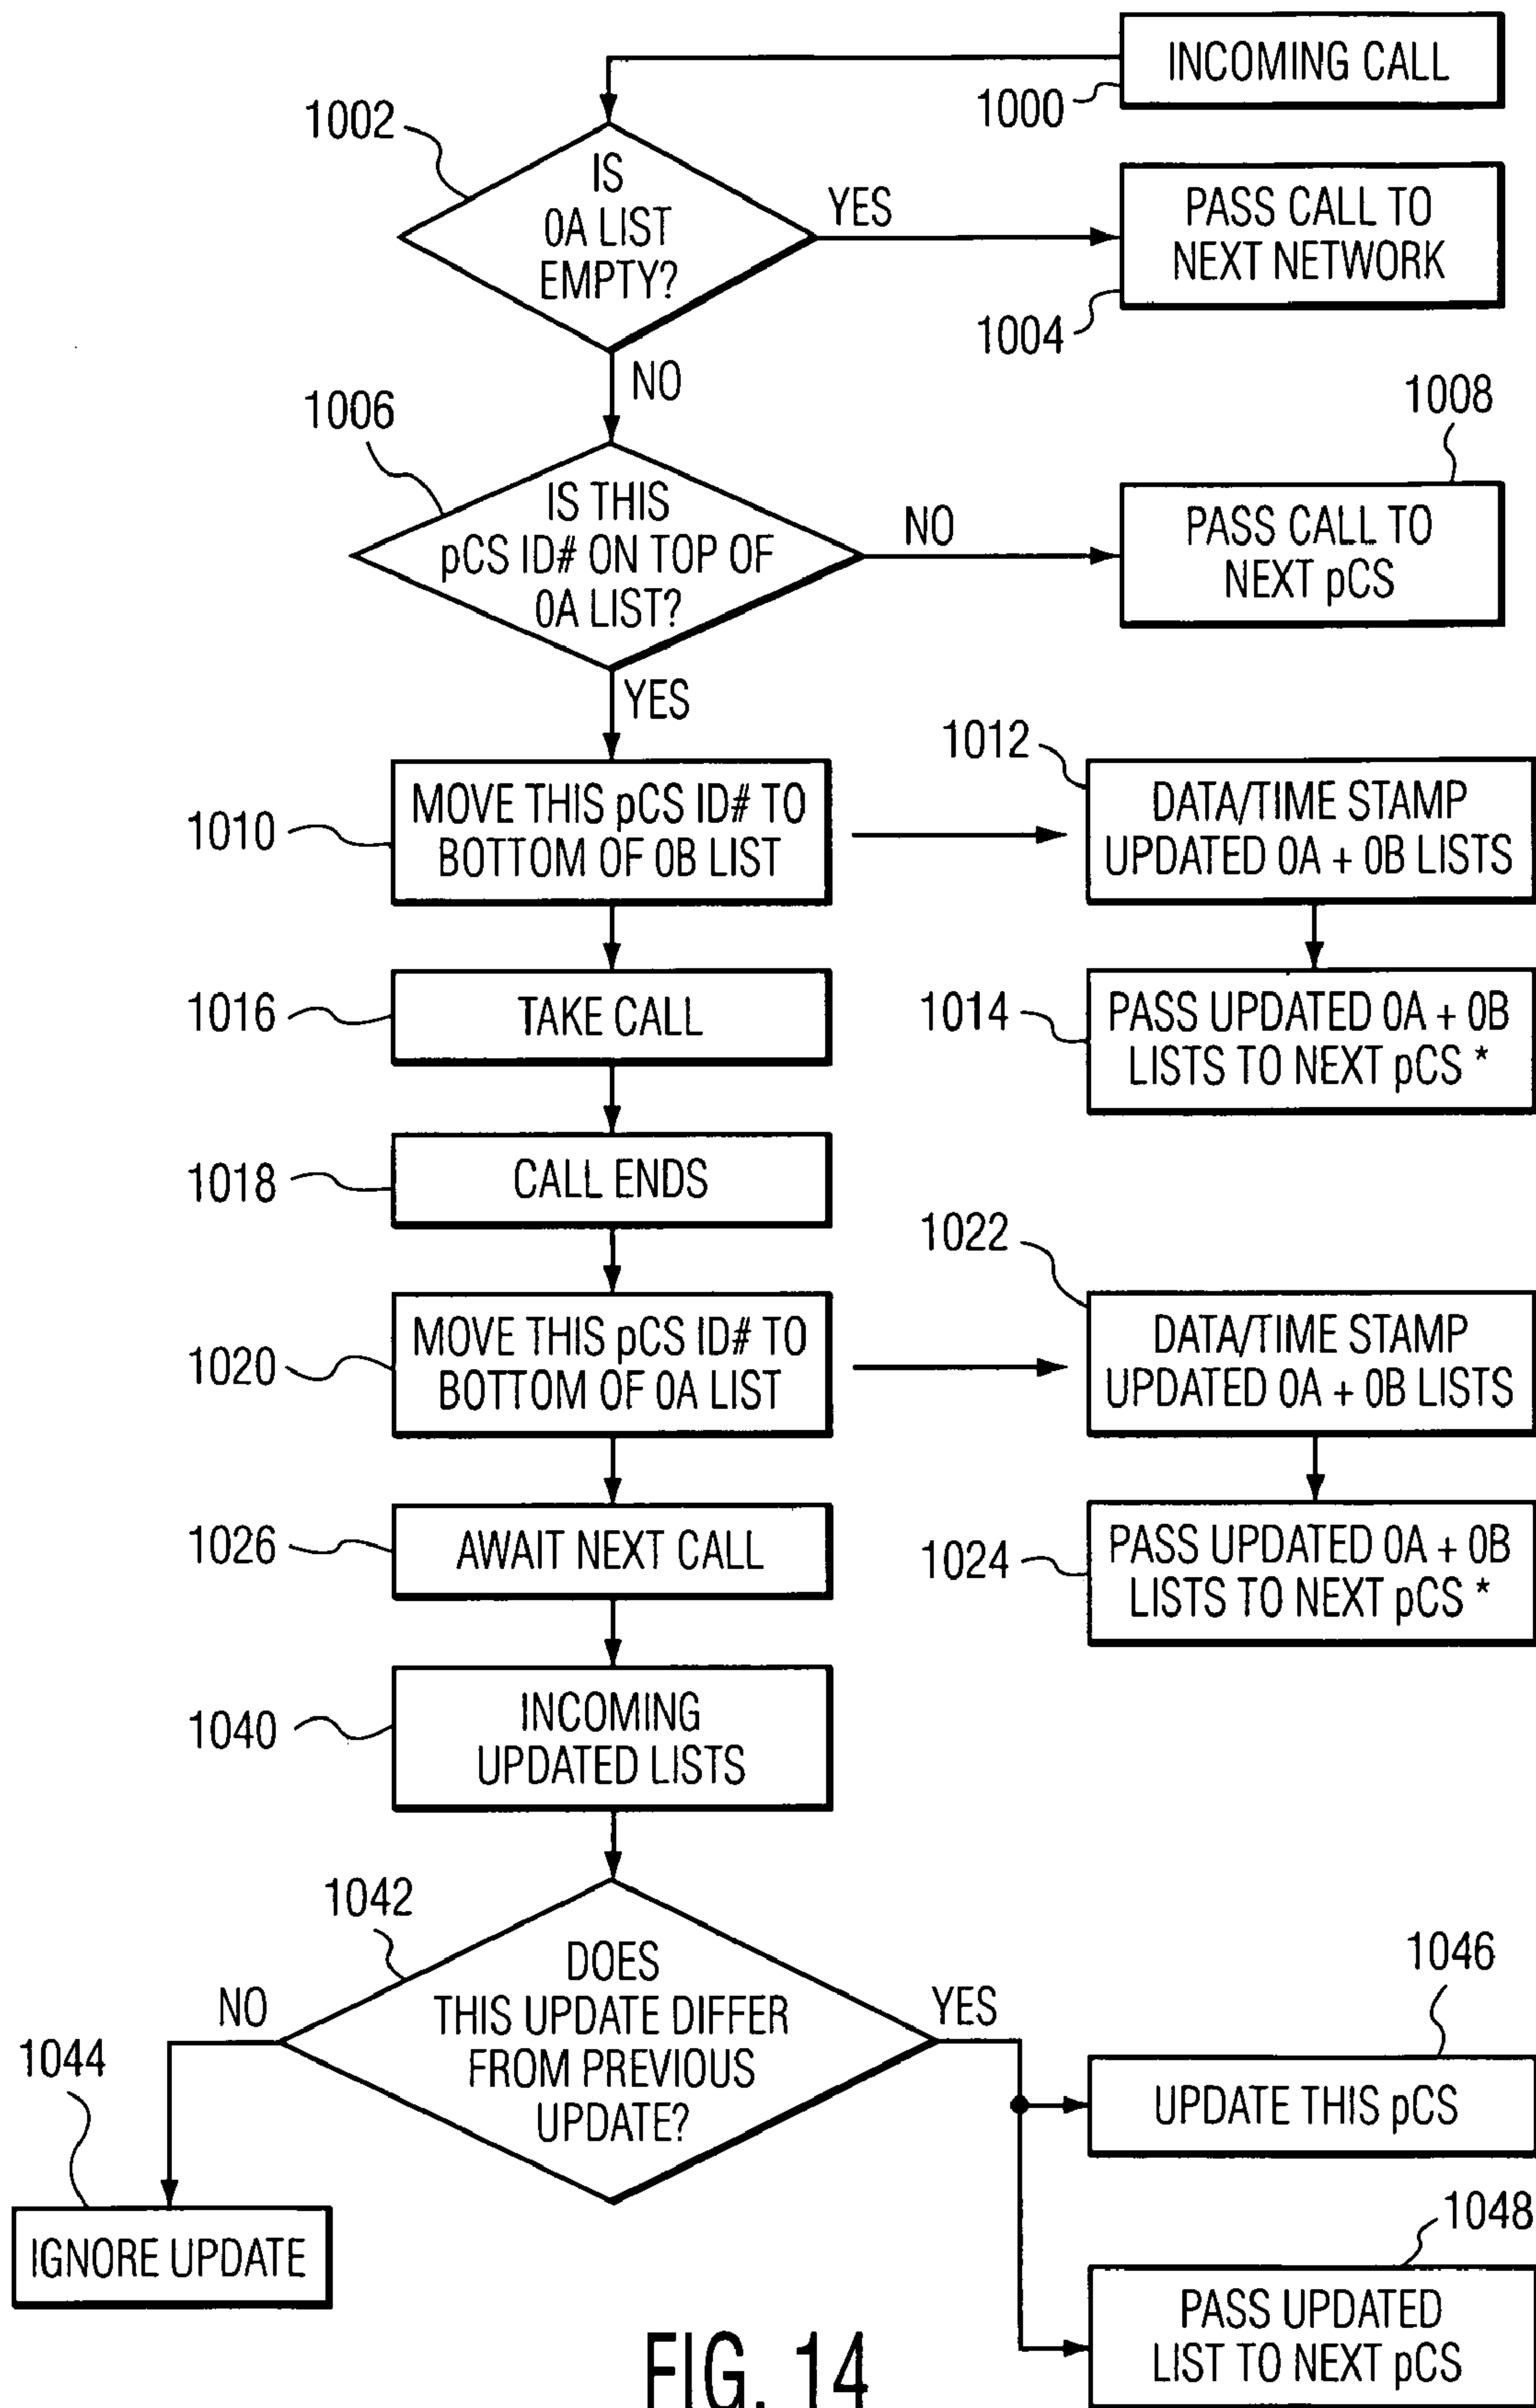 INCOMING CALL
1000
1002
IS
0A LIST
EMPTY?
YES
PASS CALL TO
NEXT NETWORK
1004
NO
1006
IS THIS
pCS ID# ON TOP OF
0A LIST?
NO
1008
PASS CALL TO
NEXT pCS
YES
1010
MOVE THIS pCS ID# TO
BOTTOM OF 0B LIST
1012
DATA/TIME STAMP
UPDATED 0A + 0B LISTS
1016
TAKE CALL
1014
PASS UPDATED 0A + 0B
LISTS TO NEXT pCS *
1018
CALL ENDS
1020
MOVE THIS pCS ID# TO
BOTTOM OF 0A LIST
1022
DATA/TIME STAMP
UPDATED 0A + 0B LISTS
1026
AWAIT NEXT CALL
1024
PASS UPDATED 0A + 0B
LISTS TO NEXT pCS *
1040
INCOMING
UPDATED LISTS
1042
DOES
THIS UPDATE DIFFER
FROM PREVIOUS
UPDATE?
NO
1044
IGNORE UPDATE
YES
1046
UPDATE THIS pCS
1048
PASS UPDATED
LIST TO NEXT pCS
FIG. 14